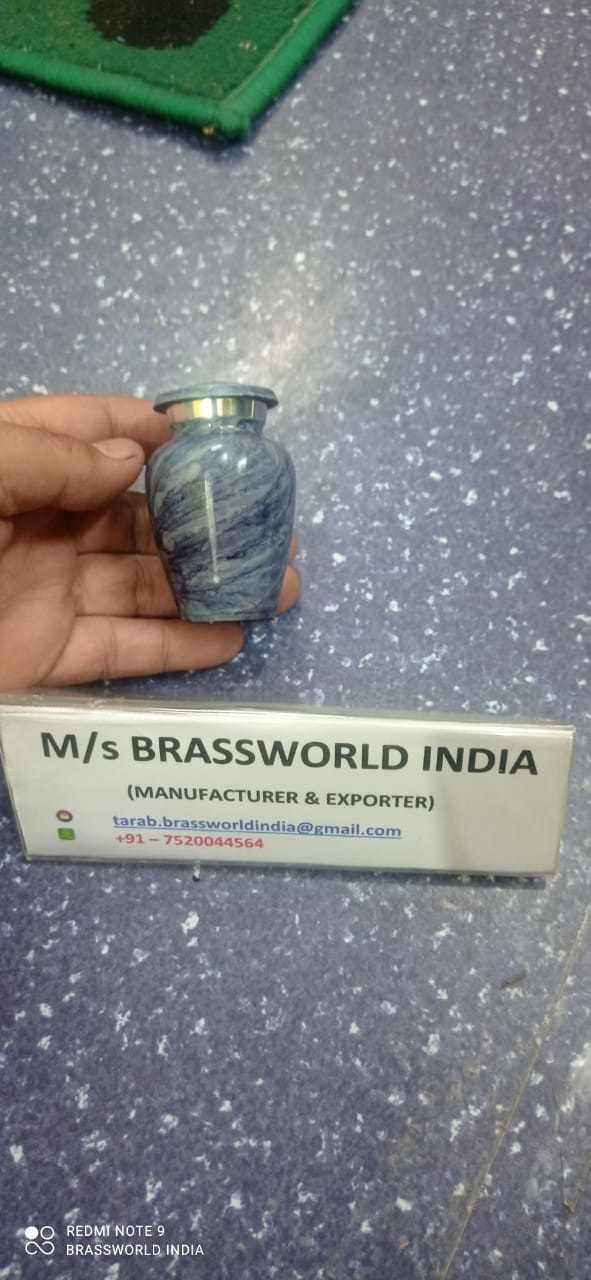 M/s BRASSWORLD INDIA
(MANUFACTURER & EXPORTER)
tarab.brassworldindia@gmail.com
+91 – 7520044564
REDMI NOTE 9
BRASSWORLD INDIA